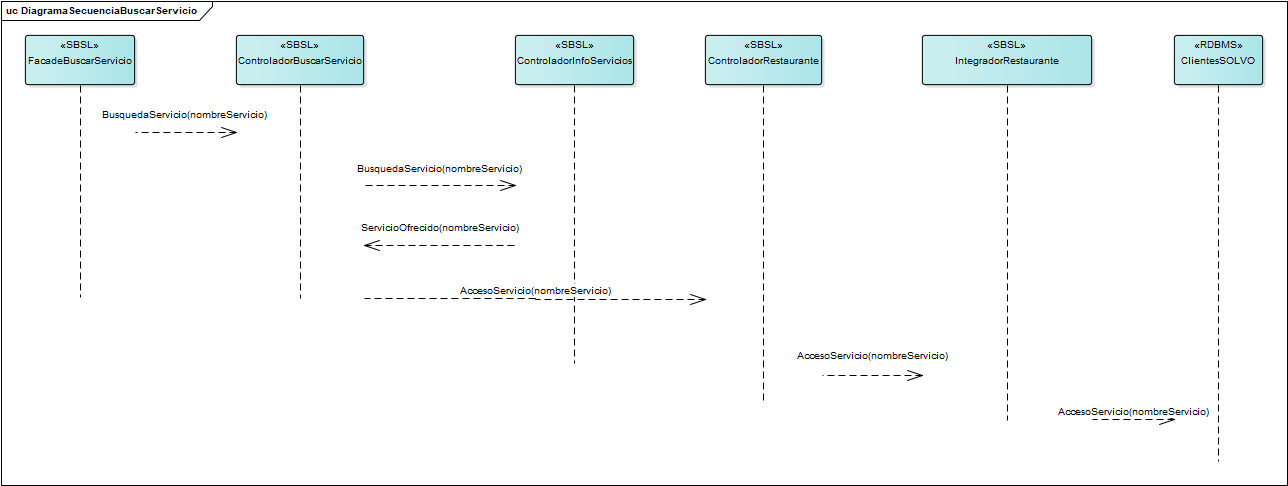 uc DiagramaSecuenciaBuscarServicio
«SBSL»
FacadeBuscarServicio
«SBSL»
ControladorBuscarServicio
«SBSL»
ControladorInfoServicios
«SBSL»
ControladorRestaurante
«SBSL»
IntegradorRestaurante
«RDBMS»
ClientesSOLVO
BusquedaServicio(nombreServicio)
BusquedaServicio(nombreServicio)
ServicioOfrecido(nombreServicio)
AccesoServicio(nombreServicio)
AccesoServicio(nombreServicio)
AccesoServicio(nombreServicio)